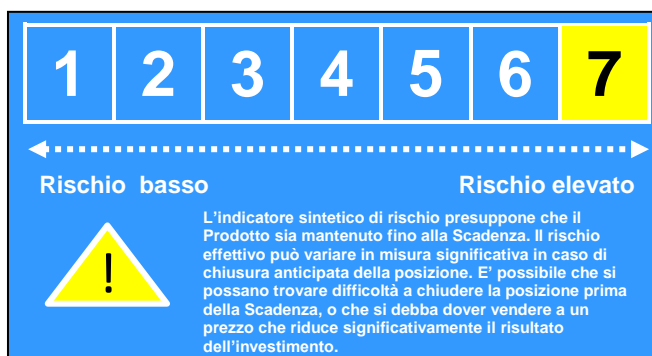 1 2 3 4 5 6 7
Rischio basso Rischio elevato
L'indicatore sintetico di rischio presuppone che il
Prodotto sia mantenuto fino alla Scadenza. Il rischio
effettivo può variare in misura significativa in caso di
chiusura anticipata della posizione. E' possibile che si
possano trovare difficoltà a chiudere la posizione prima
della Scadenza, o che si debba dover vendere a un
prezzo che riduce significativamente il risultato
dell'investimento.
!